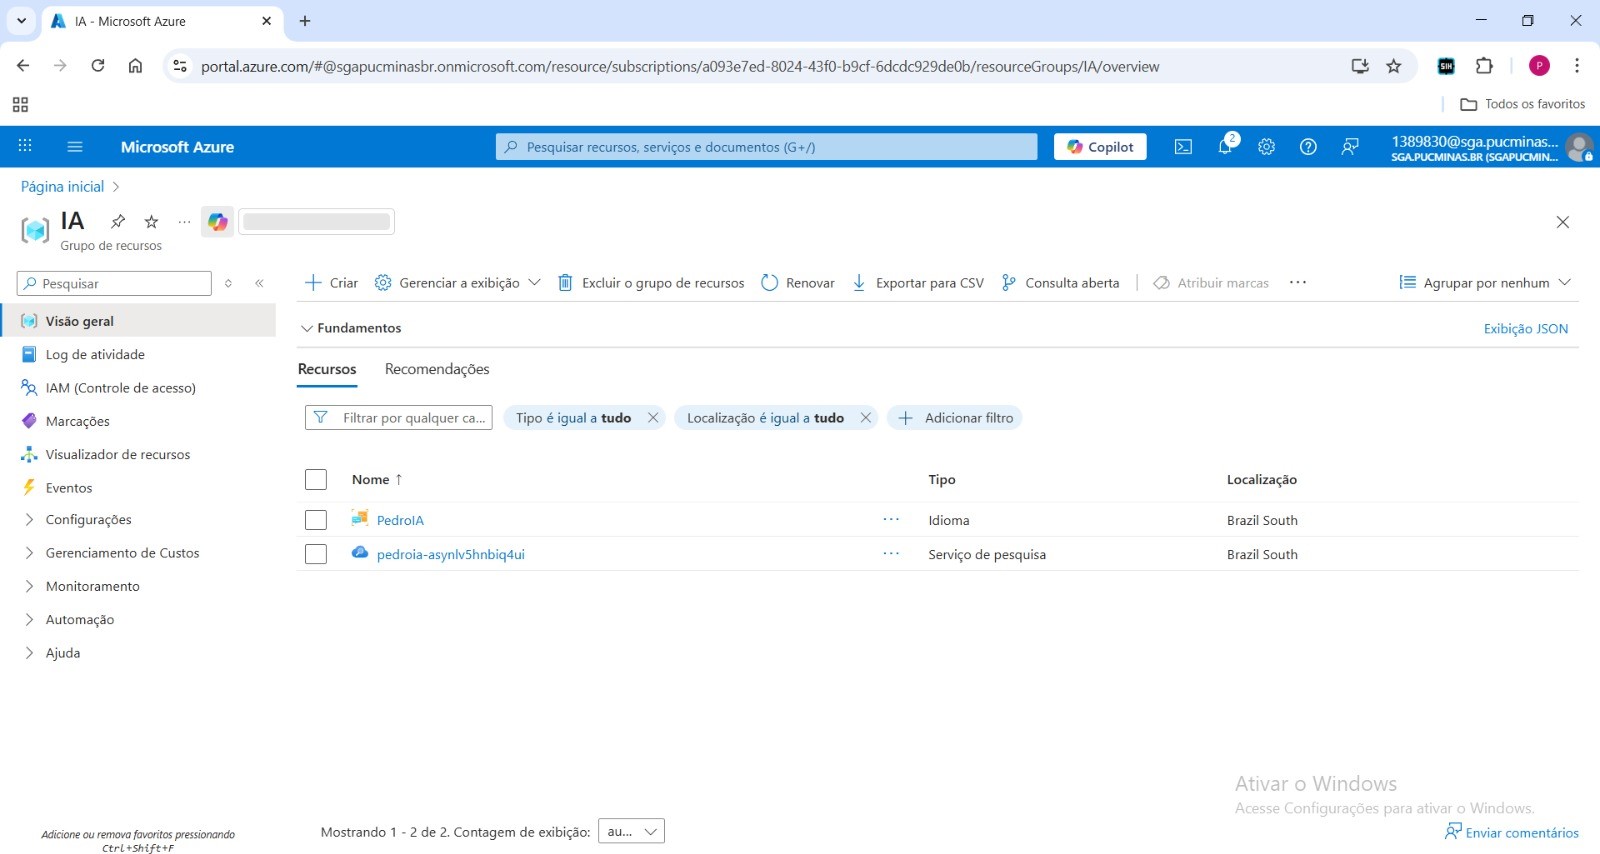 IA - Microsoft Azure
portal.azure.com/#@sgapucminasbr.onmicrosoft.com/resource/subscriptions/a093e7ed-8024-43f0-b9cf-6dcdc929de0b/resourceGroups/IA/overview
SIH
P
Todos os favoritos
Microsoft Azure
Pesquisar recursos, serviços e documentos (G+/)
Copilot
2
1389830@sga.pucminas...
SGA.PUCMINAS.BR (SGAPUCMIN...
Página inicial
IA
...
Grupo de recursos
Pesquisar
Criar
Gerenciar a exibição
Excluir o grupo de recursos
Renovar
Exportar para CSV
Consulta aberta
Atribuir marcas
...
Agrupar por nenhum
Visão geral
Log de atividade
IAM (Controle de acesso)
Marcações
Visualizador de recursos
Eventos
Configurações
Gerenciamento de Custos
Monitoramento
Automação
Ajuda
Fundamentos
Exibição JSON
Recursos
Recomendações
Filtrar por qualquer ca...
Tipo é igual a tudo
Localização é igual a tudo
Adicionar filtro
Nome ↑ Tipo Localização
PedroIA ... Idioma Brazil South
pedroia-asynlv5hnbiq4ui ... Serviço de pesquisa Brazil South
Ativar o Windows
Acesse Configurações para ativar o Windows.
Adicione ou remova favoritos pressionando
Ctrl+Shift+F
Mostrando 1 - 2 de 2. Contagem de exibição: au...
Enviar comentários